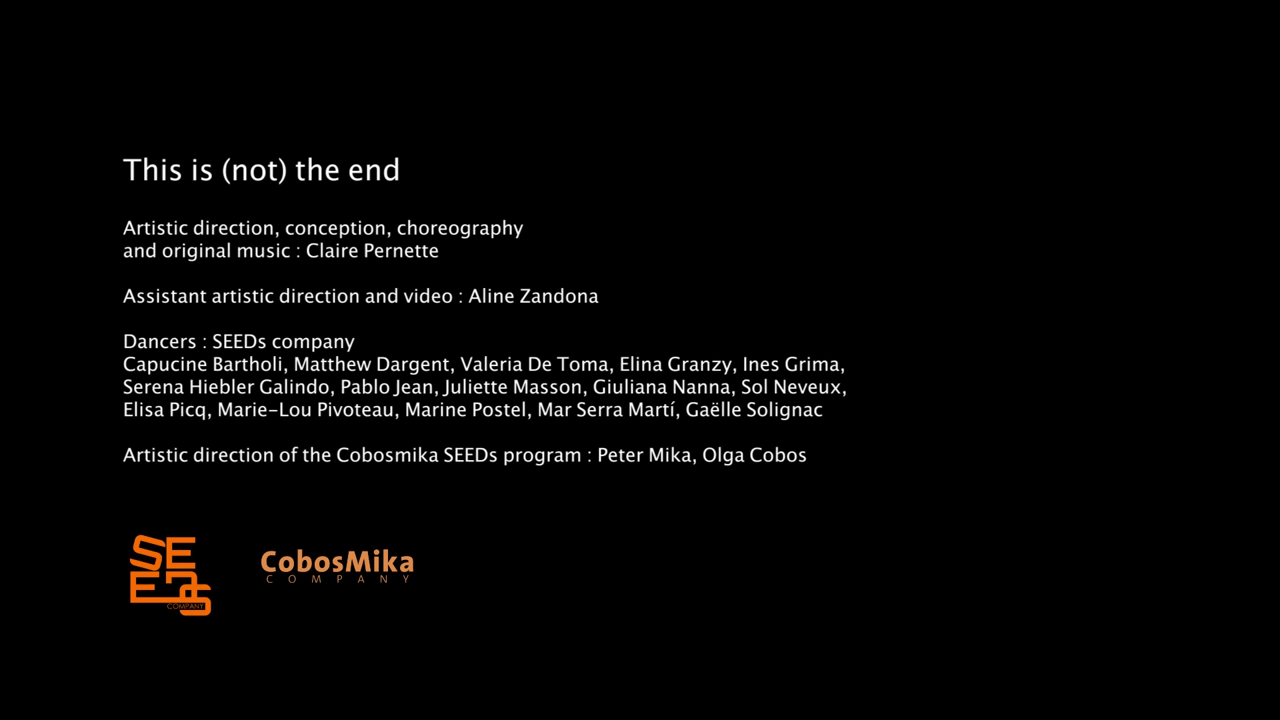 This is (not) the end
Artistic direction, conception, choreography
and original music : Claire Pernette
Assistant artistic direction and video : Aline Zandona
Dancers : SEEDs company
Capucine Bartholi, Matthew Dargent, Valeria De Toma, Elina Granzy, Ines Grima,
Serena Hiebler Galindo, Pablo Jean, Juliette Masson, Giuliana Nanna, Sol Neveux,
Elisa Picq, Marie-Lou Pivoteau, Marine Postel, Mar Serra Martí, Gaëlle Solignac
Artistic direction of the Cobosmika SEEDs program : Peter Mika, Olga Cobos
SE
EDs
COMPANY
CobosMika
COMPANY